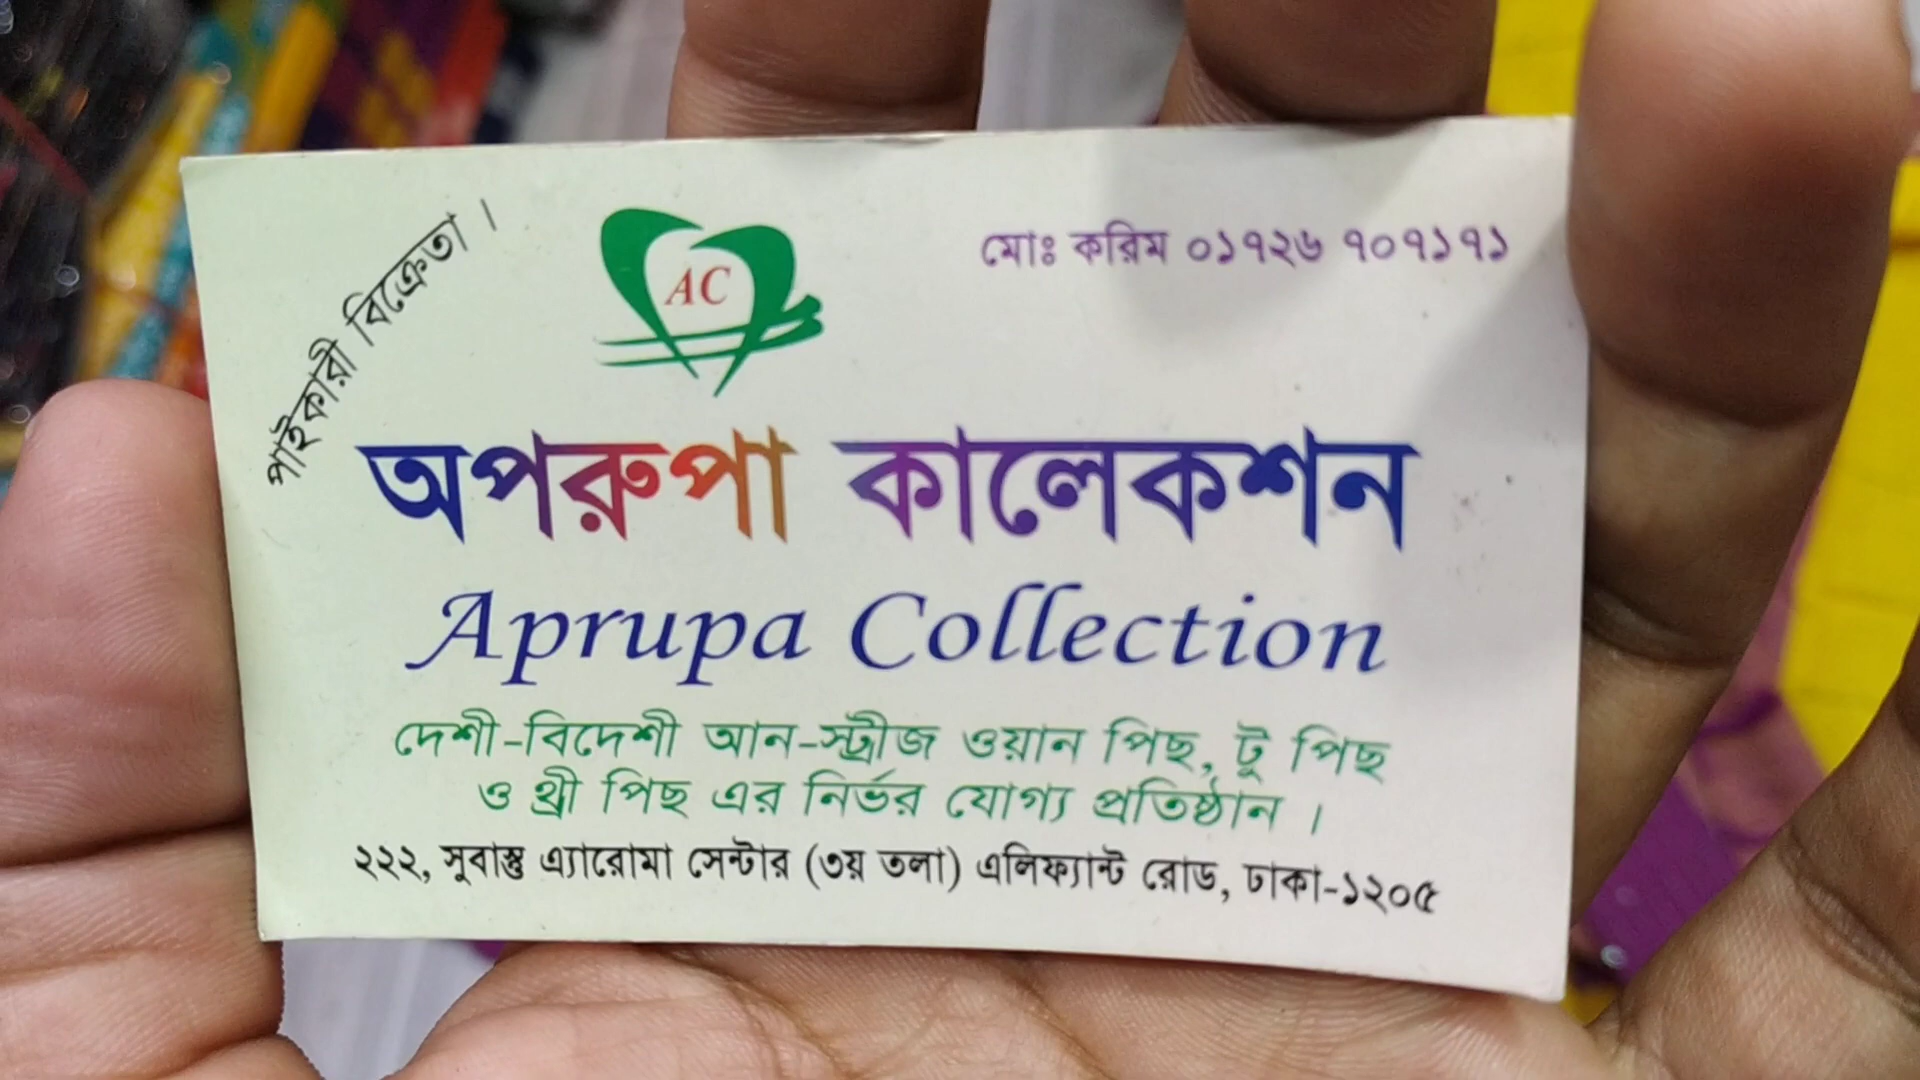 পাইকারী বিক্রেতা ।
AC
মোঃ করিম ০১৭২৬ ৭০৭১৭১
অপরুপা কালেকশন
Aprupa Collection
দেশী-বিদেশী আন-স্ট্রীজ ওয়ান পিছ, টু পিছ
ও থ্রী পিছ এর নির্ভর যোগ্য প্রতিষ্ঠান ।
২২২, সুবাস্তু এ্যারোমা সেন্টার (৩য় তলা) এলিফ্যান্ট রোড, ঢাকা-১২০৫